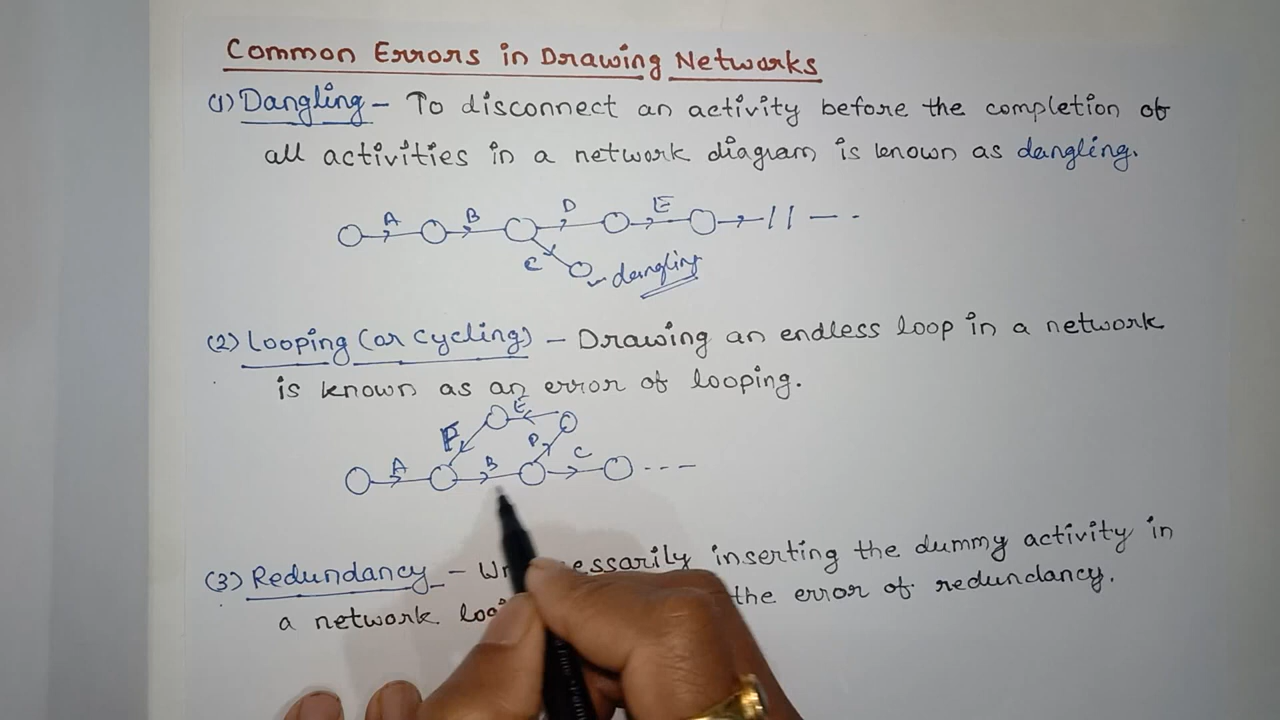 Common Errors in Drawing Networks
(1) Dangling - To disconnect an activity before the completion of
all activities in a network diagram is known as dangling.
A B D E
C dangling
(2) Looping (or Cycling) - Drawing an endless loop in a network
is known as an error of looping.
E
F D
A B C
(3) Redundancy - inserting the dummy activity in
a network the error of redundancy.